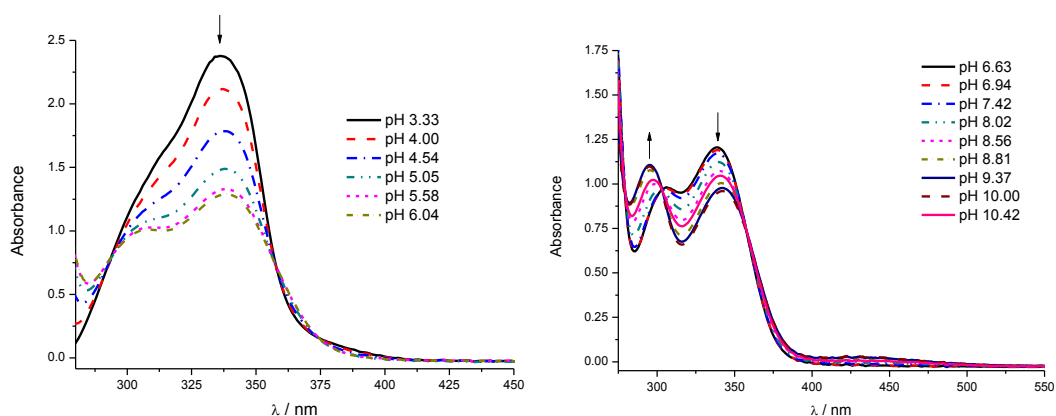 2.5
2.0
1.5
1.0
0.5
0.0
Absorbance
300
325
350
375
400
425
450
λ / nm
pH 3.33
pH 4.00
pH 4.54
pH 5.05
pH 5.58
pH 6.04
1.75
1.50
1.25
1.00
0.75
0.50
0.25
0.00
Absorbance
300
350
400
450
500
550
λ / nm
pH 6.63
pH 6.94
pH 7.42
pH 8.02
pH 8.56
pH 8.81
pH 9.37
pH 10.00
pH 10.42